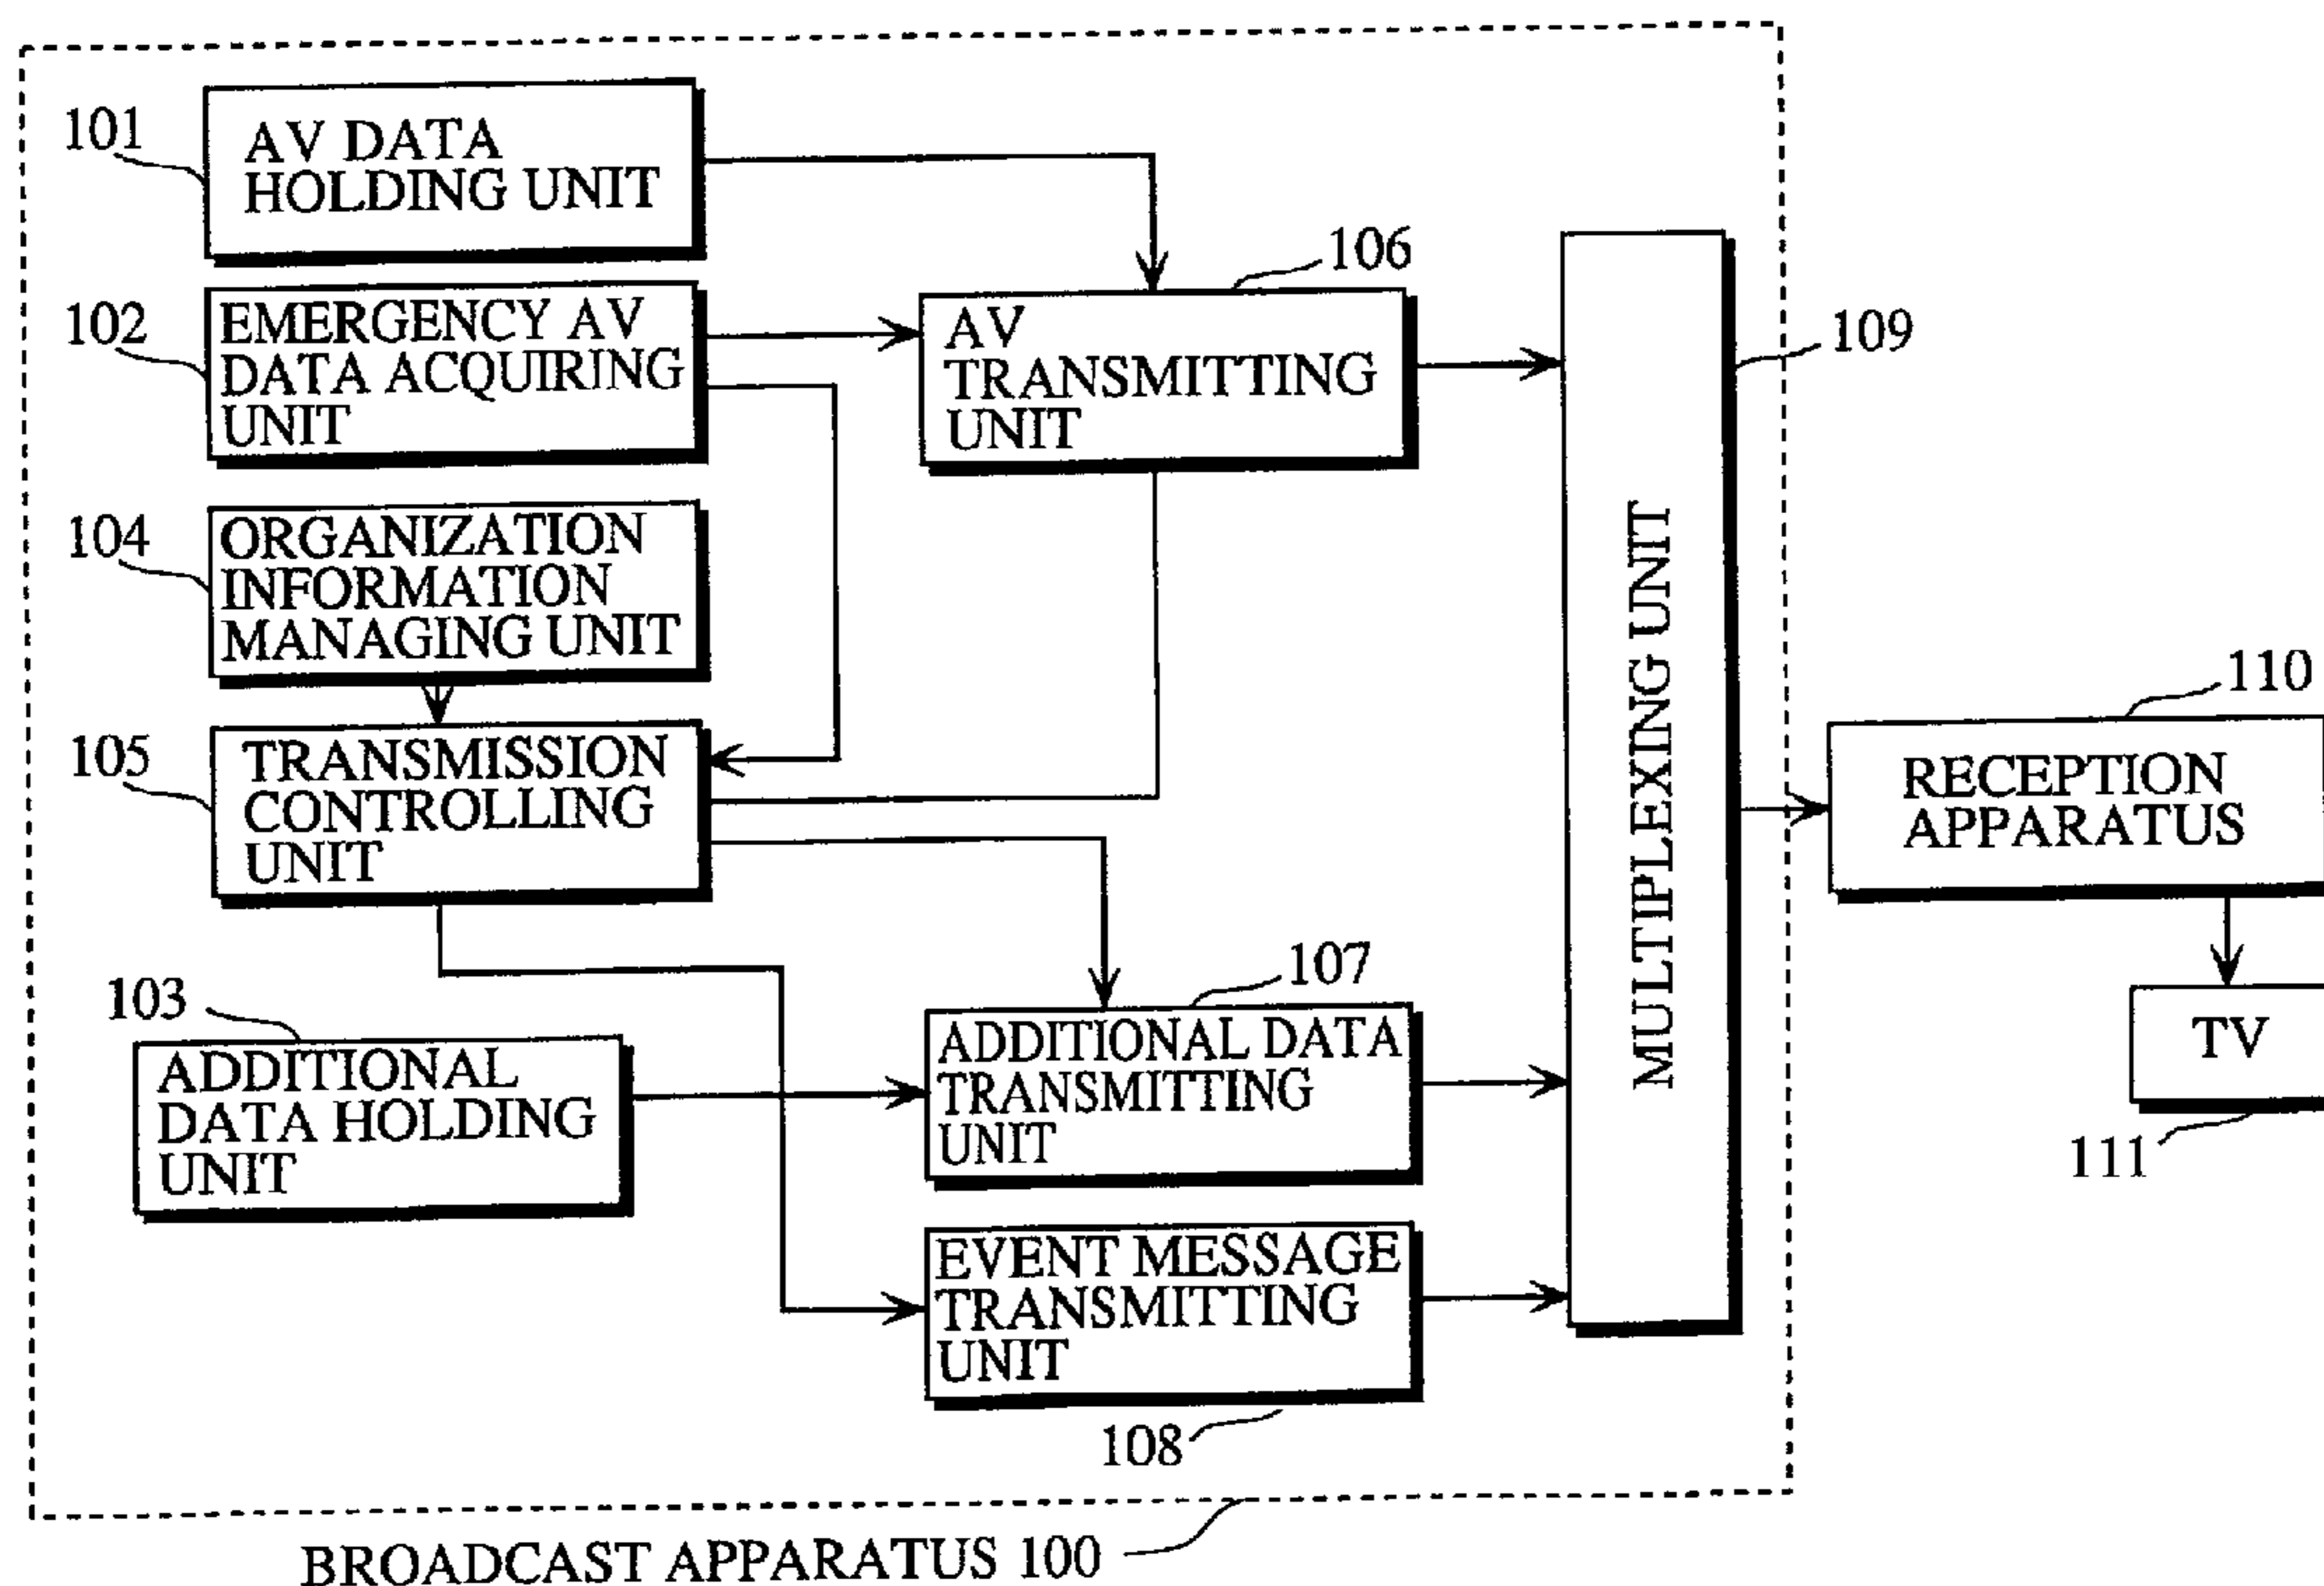 101
AV DATA
HOLDING UNIT
102
EMERGENCY AV
DATA ACQUIRING
UNIT
104
ORGANIZATION
INFORMATION
MANAGING UNIT
105
TRANSMISSION
CONTROLLING
UNIT
103
ADDITIONAL
DATA HOLDING
UNIT
106
AV
TRANSMITTING
UNIT
107
ADDITIONAL DATA
TRANSMITTING
UNIT
EVENT MESSAGE
TRANSMITTING
UNIT
108
109
MULTIPLEXING UNIT
110
RECEPTION
APPARATUS
TV
111
BROADCAST APPARATUS 100